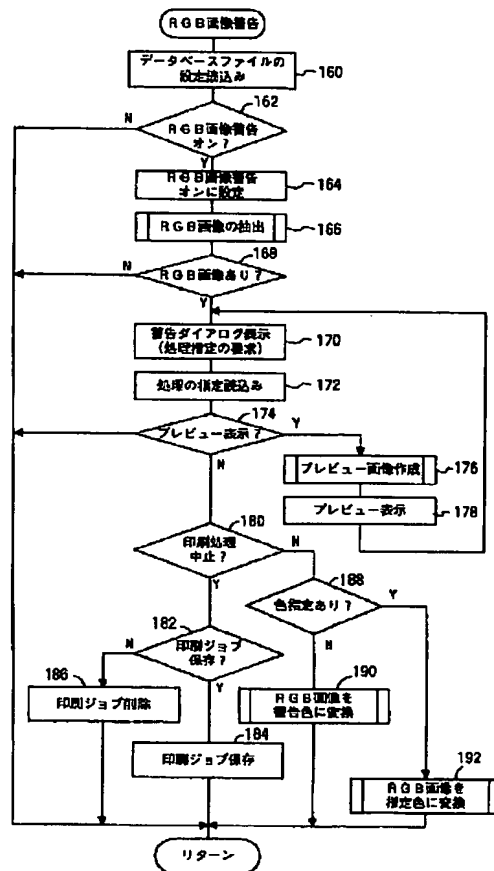 RGB画像警告
データベースファイルの
設定読込み
160
162
N
RGB画像警告
オン?
Y
RGB画像警告
オンに設定
164
RGB画像の抽出
166
168
N
RGB画像あり?
Y
警告ダイアログ表示
(処理指定の要求)
170
処理の指定読込み
172
174
プレビュー表示?
Y
N
プレビュー画像作成
176
プレビュー表示
178
180
印刷処理
中止?
N
Y
188
色指定あり?
Y
N
182
N
印刷ジョブ
保存?
Y
186
印刷ジョブ削除
190
RGB画像を
警告色に変換
184
印刷ジョブ保存
192
RGB画像を
指定色に変換
リターン